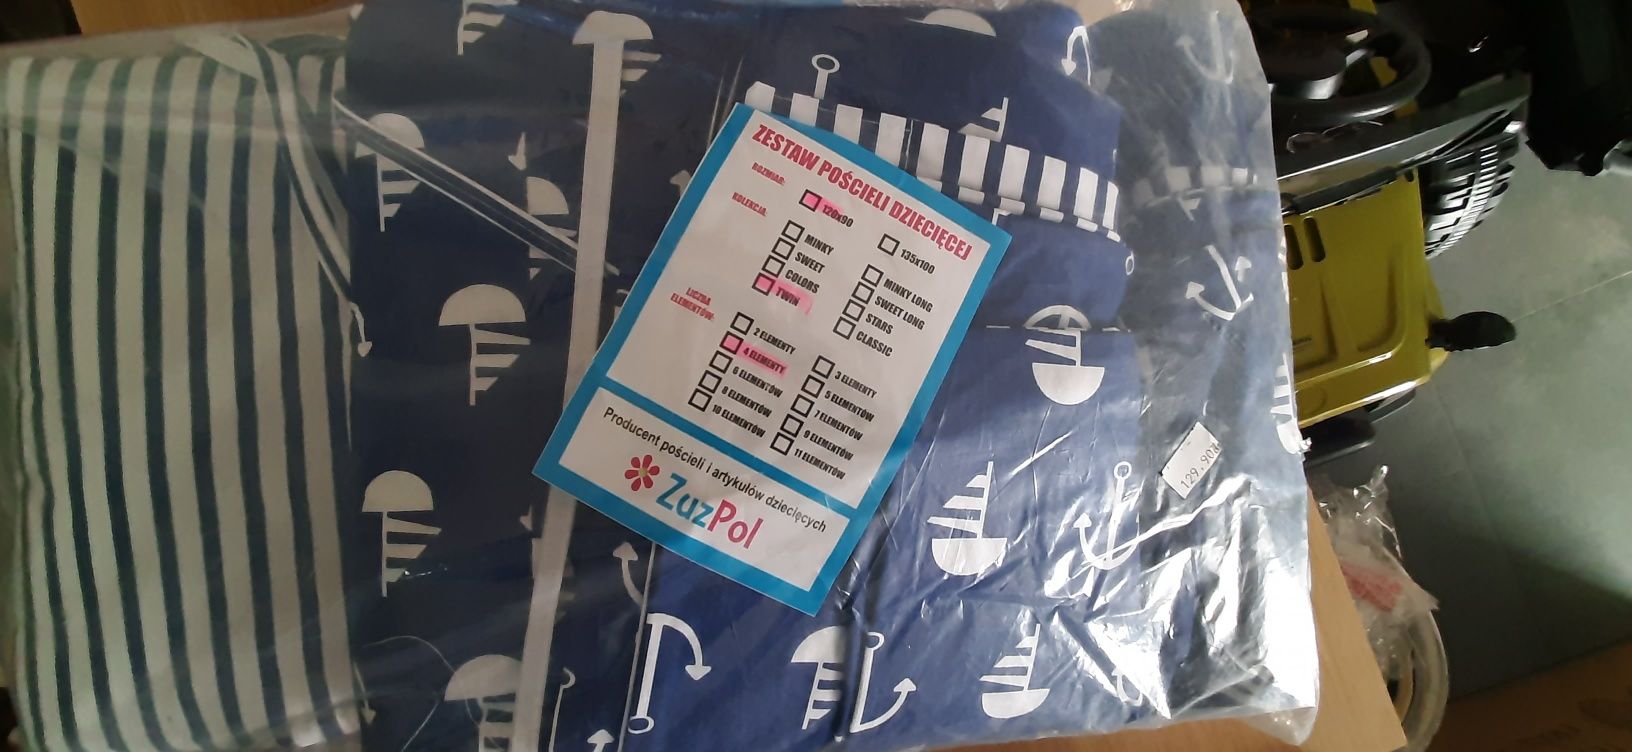 ZESTAW POŚCIELI DZIECIĘCEJ
ROZMIAR:
120x90
135x100
KOLEKCJA:
MINKY
MINKY LONG
SWEET
SWEET LONG
COLORS
STARS
TWIN
CLASSIC
LICZBA
ELEMENTÓW:
2 ELEMENTY
3 ELEMENTY
4 ELEMENTY
5 ELEMENTÓW
6 ELEMENTÓW
7 ELEMENTÓW
8 ELEMENTÓW
9 ELEMENTÓW
10 ELEMENTÓW
11 ELEMENTÓW
Producent pościeli i artykułów dziecięcych
ZuzPol
129,90zł